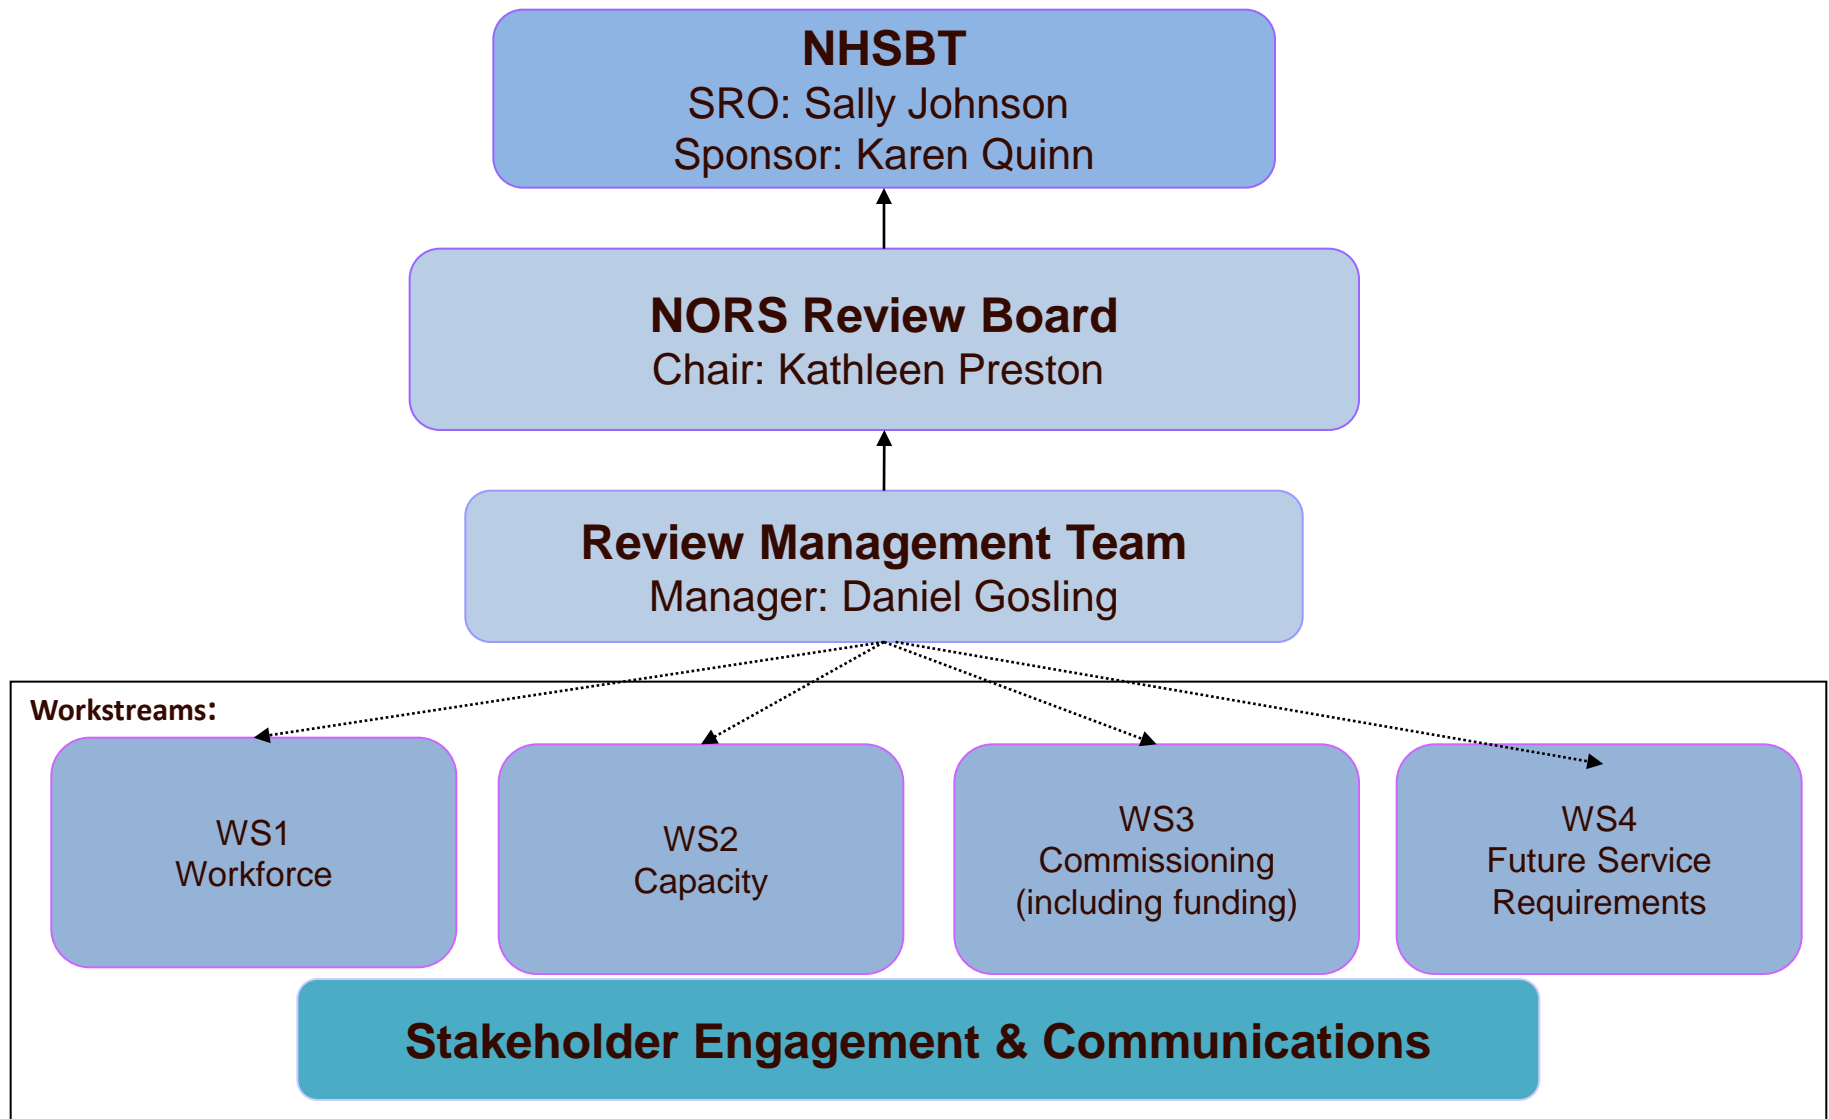 NHSBT
SRO: Sally Johnson
Sponsor: Karen Quinn
NORS Review Board
Chair: Kathleen Preston
Review Management Team
Manager: Daniel Gosling
Workstreams:
WS1
Workforce
WS2
Capacity
WS3
Commissioning
(including funding)
WS4
Future Service
Requirements
Stakeholder Engagement & Communications